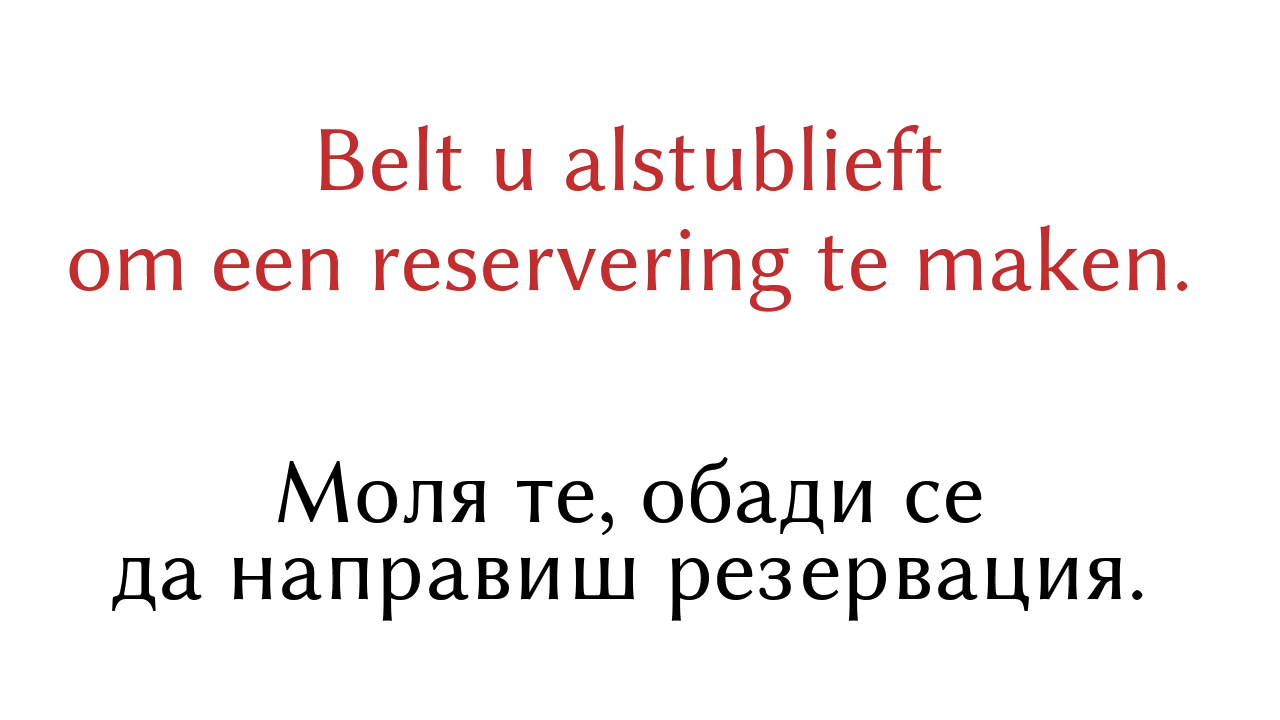 Belt u alstublieft
om een reservering te maken.
Моля те, обади се
да направиш резервация.